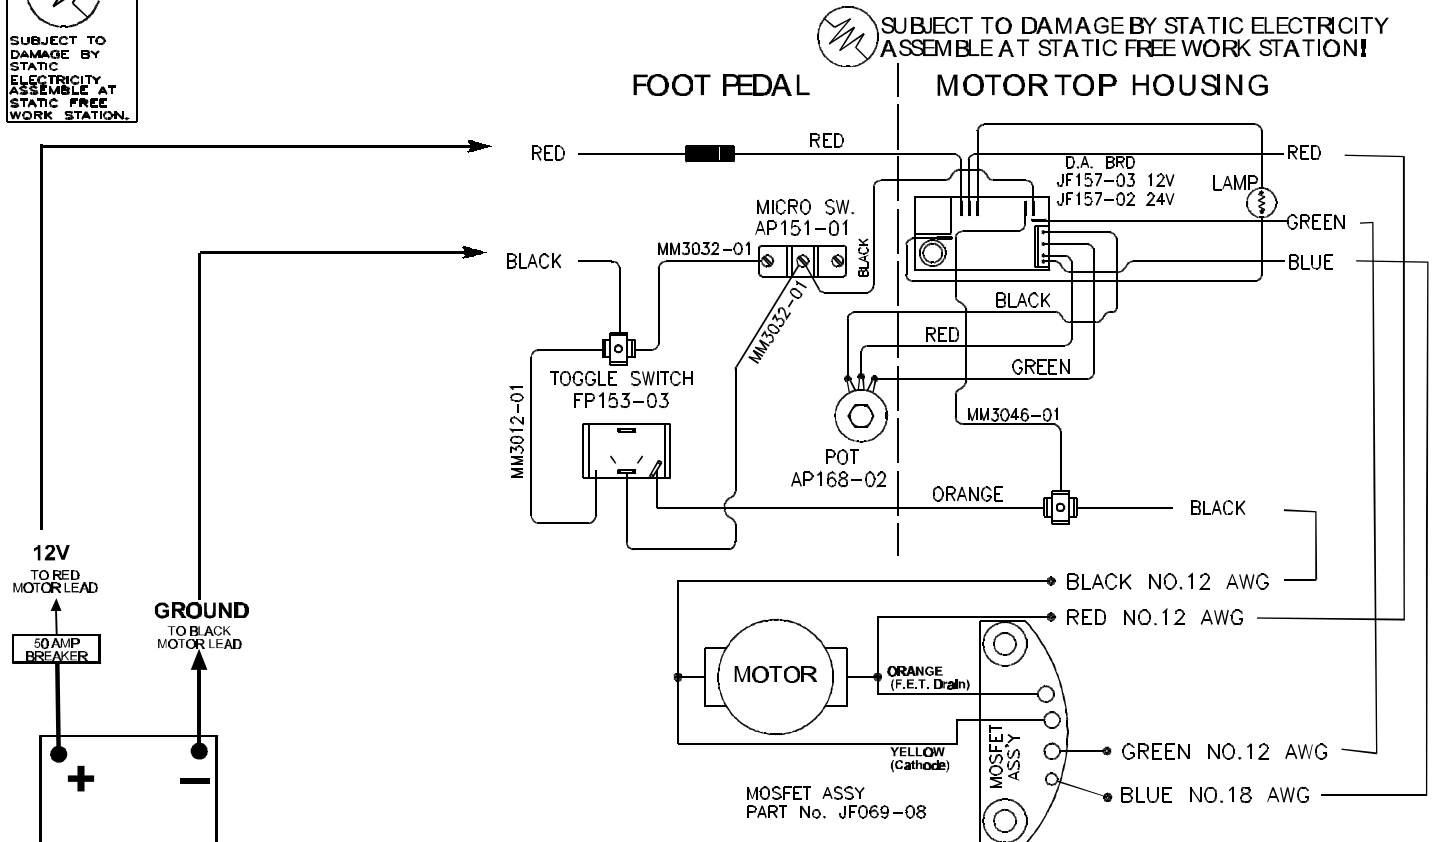 SUBJECT TO
DAMAGE BY
STATIC
ELECTRICITY
ASSEMBLE AT
STATIC FREE
WORK STATION.
SUBJECT TO DAMAGE BY STATIC ELECTRICITY
ASSEMBLE AT STATIC FREE WORK STATION!
FOOT PEDAL
MOTOR TOP HOUSING
RED
RED
D.A. BRD
JF157-03 12V
JF157-02 24V
LAMP
RED
MICRO SW.
AP151-01
GREEN
MM3032-01
BLACK
BLACK
BLUE
BLACK
MM3032-01
RED
GREEN
TOGGLE SWITCH
FP153-03
MM3012-01
MM3046-01
POT
AP168-02
ORANGE
BLACK
12V
TO RED
MOTOR LEAD
50 AMP
BREAKER
GROUND
TO BLACK
MOTOR LEAD
BLACK NO.12 AWG
RED NO.12 AWG
MOTOR
ORANGE
(F.E.T. Drain)
YELLOW
(Cathode)
MOSFET
ASS'Y
GREEN NO.12 AWG
BLUE NO.18 AWG
MOSFET ASSY
PART No. JF069-08
+
−